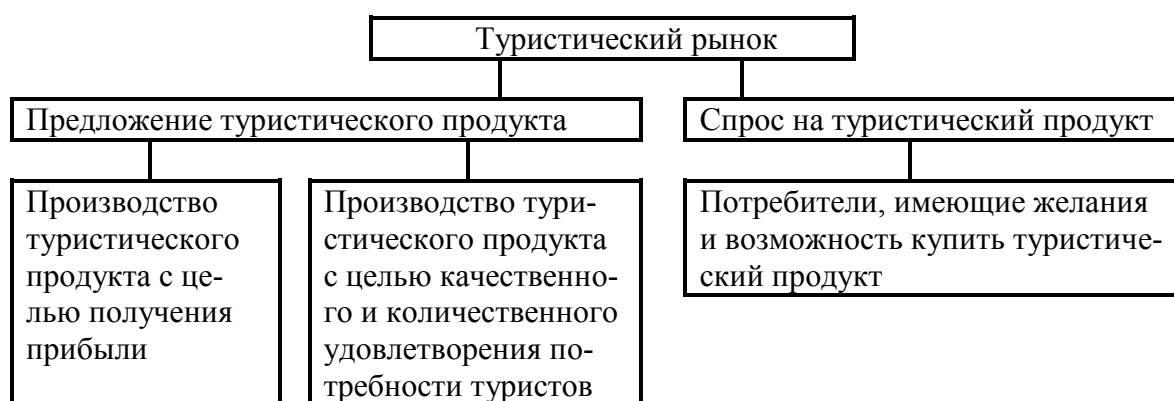 Туристический рынок
Предложение туристического продукта
Спрос на туристический продукт
Производство
туристического
продукта с це-
лью получения
прибыли
Производство тури-
стического продукта
с целью качественно-
го и количественного
удовлетворения по-
требности туристов
Потребители, имеющие желания
и возможность купить туристиче-
ский продукт